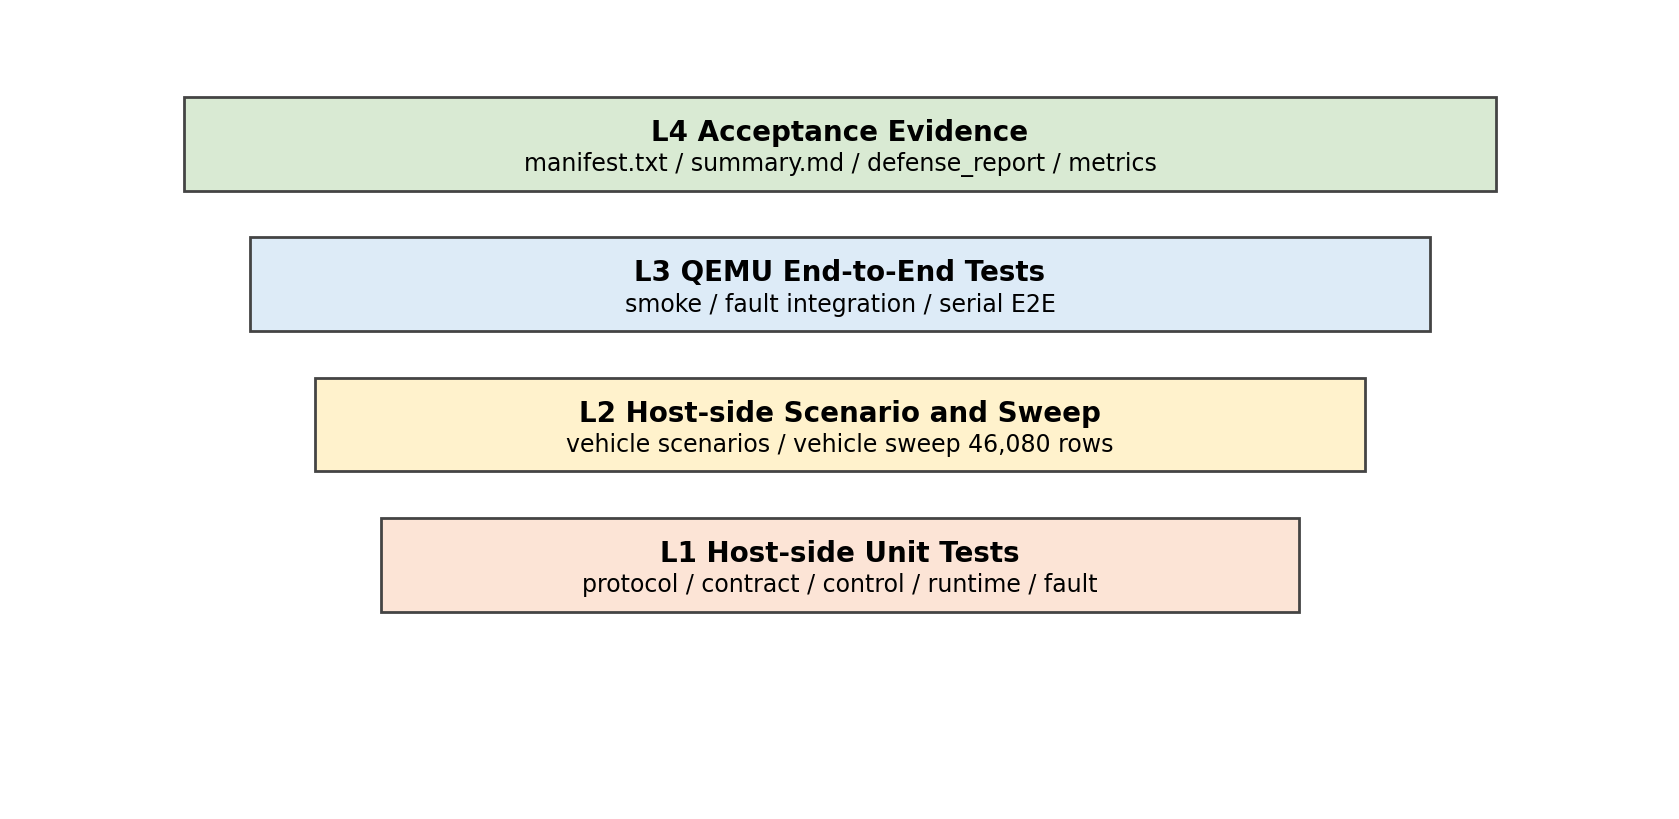 L4 Acceptance Evidence
manifest.txt / summary.md / defense_report / metrics
L3 QEMU End-to-End Tests
smoke / fault integration / serial E2E
L2 Host-side Scenario and Sweep
vehicle scenarios / vehicle sweep 46,080 rows
L1 Host-side Unit Tests
protocol / contract / control / runtime / fault